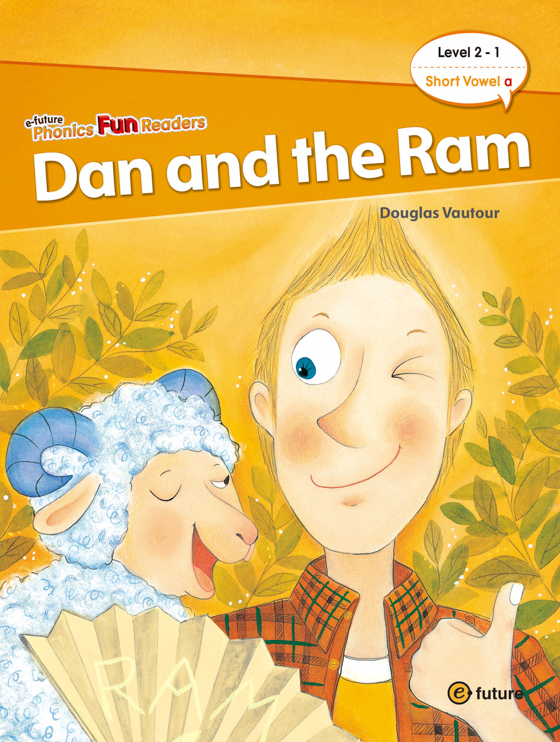 Level 2 - 1
Short Vowel a
e-future
Phonics Fun Readers
Dan and the Ram
Douglas Vautour
RAM
e future